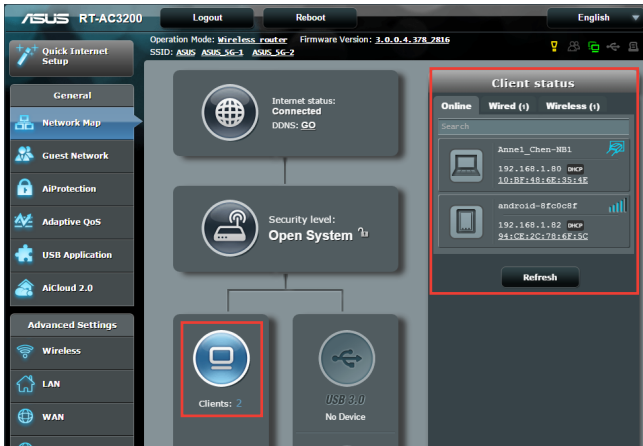 ASUS RT-AC3200
Logout
Reboot
English
Operation Mode: Wireless router Firmware Version: 3.0.0.4.378_2816
SSID: ASUS ASUS_5G-1 ASUS_5G-2
Quick Internet
Setup
General
Network Map
Guest Network
AiProtection
Adaptive QoS
USB Application
AiCloud 2.0
Advanced Settings
Wireless
LAN
WAN
Internet status:
Connected
DDNS: GO
Security level:
Open System
Clients: 2
USB 3.0
No Device
Client status
Online Wired (1) Wireless (1)
Search
Anne1_Chen-NB1
192.168.1.80 DHCP
10:BF:48:6E:35:4E
android-8fc0c8f
192.168.1.82 DHCP
94:CE:2C:78:6F:5C
Refresh